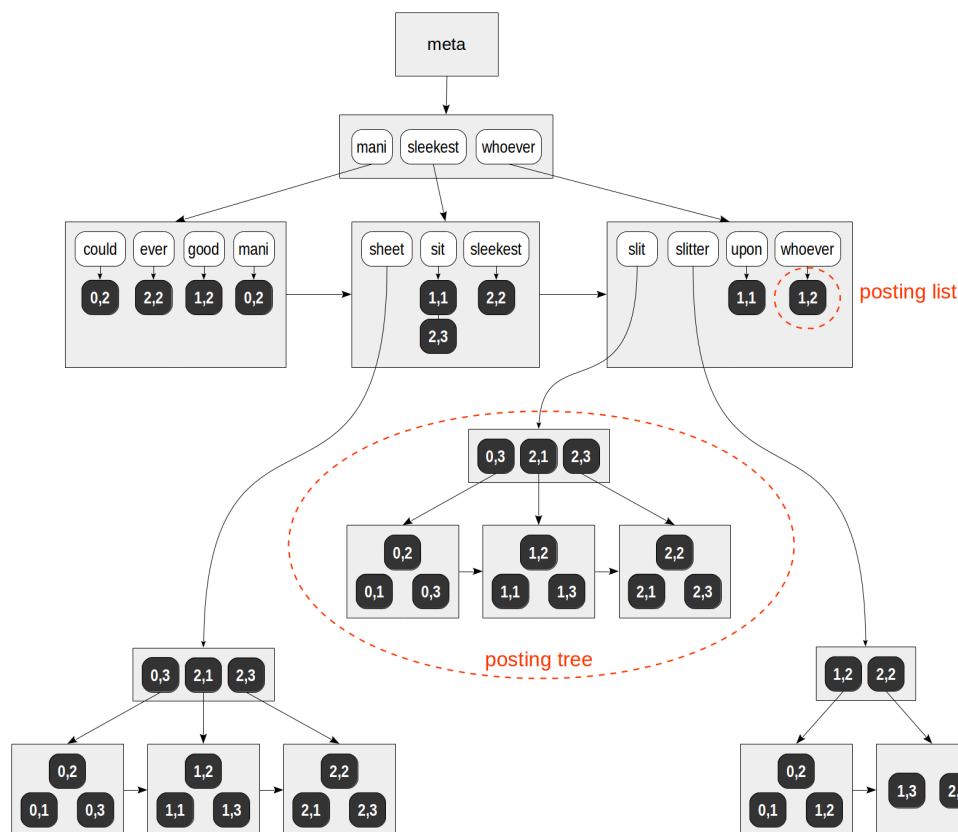 meta
mani sleekest whoever
could ever good mani
0,2 2,2 1,2 0,2
sheet sit sleekest
1,1 2,2
2,3
slit slitter upon whoever
1,1 1,2
posting list
0,3 2,1 2,3
0,2
0,1 0,3
1,2
1,1 1,3
2,2
2,1 2,3
posting tree
0,3 2,1 2,3
0,2
0,1 0,3
1,2
1,1 1,3
2,2
2,1 2,3
1,2 2,2
0,2
0,1 1,2
1,3